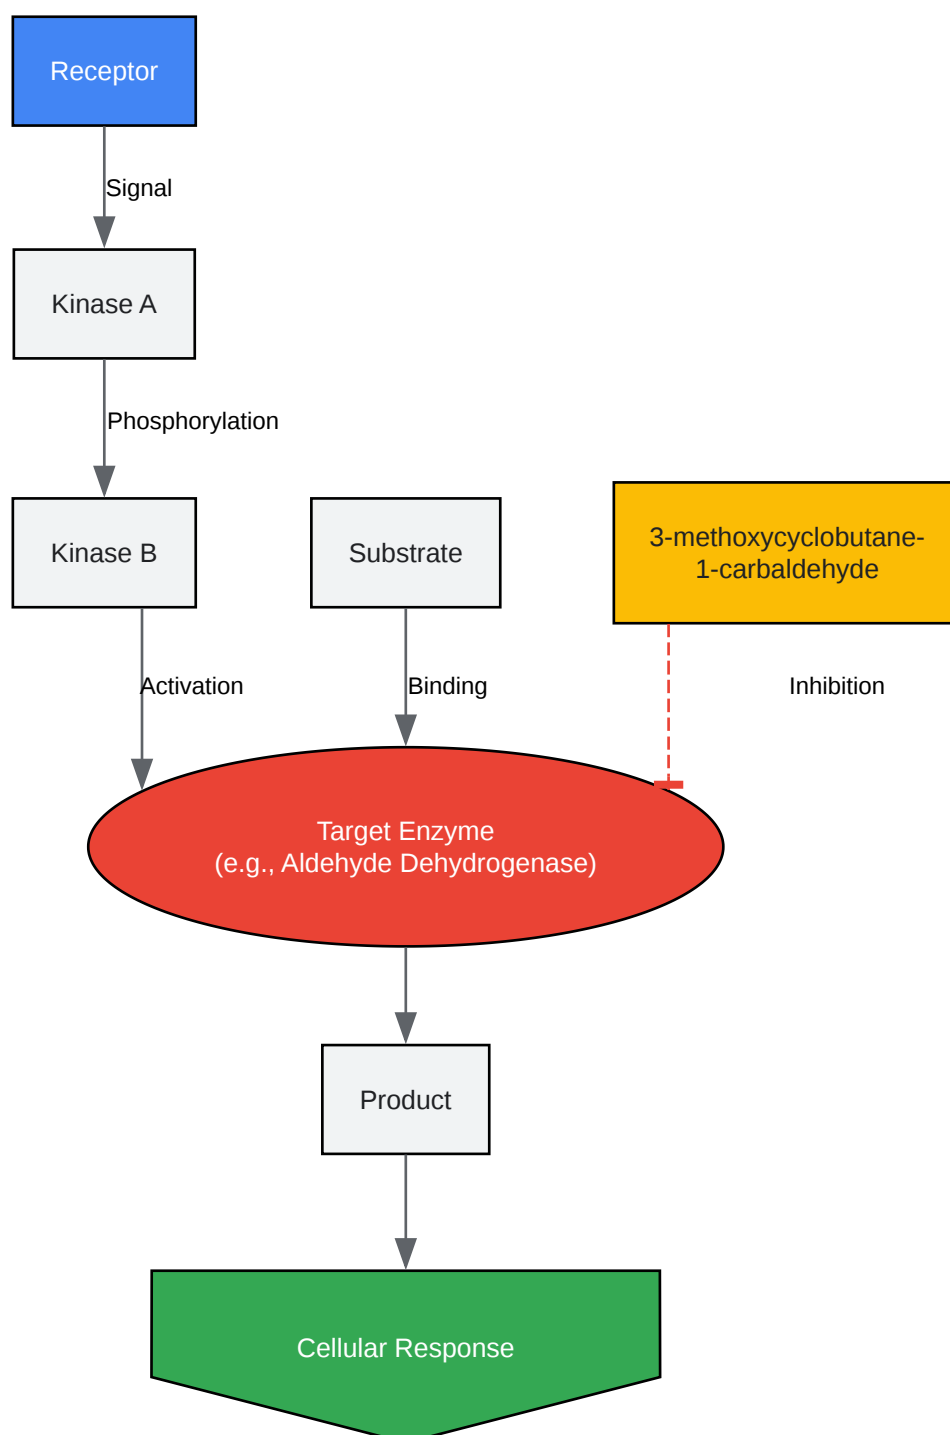 Receptor
Signal
Kinase A
Phosphorylation
Kinase B
Substrate
3-methoxycyclobutane-
1-carbaldehyde
Activation
Binding
Inhibition
Target Enzyme
(e.g., Aldehyde Dehydrogenase)
Product
Cellular Response